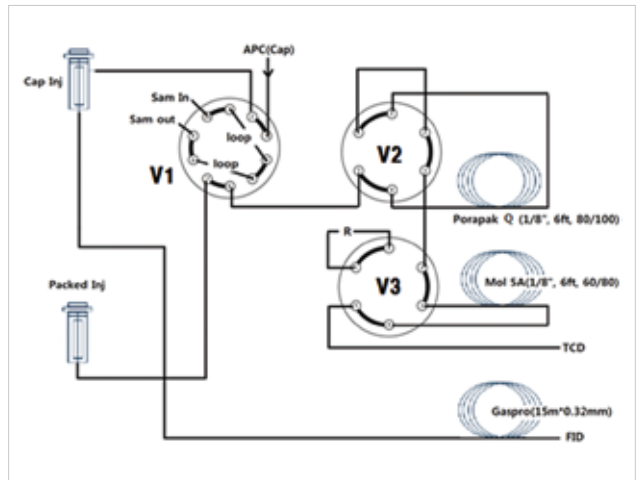 APC(Cap)
Cap Inj
Sam In
Sam out
loop
loop
V1
V2
Porapak Q (1/8", 6ft, 80/100)
R
V3
Mol 5A(1/8", 6ft, 60/80)
Packed Inj
TCD
Gaspro(15m*0.32mm)
FID